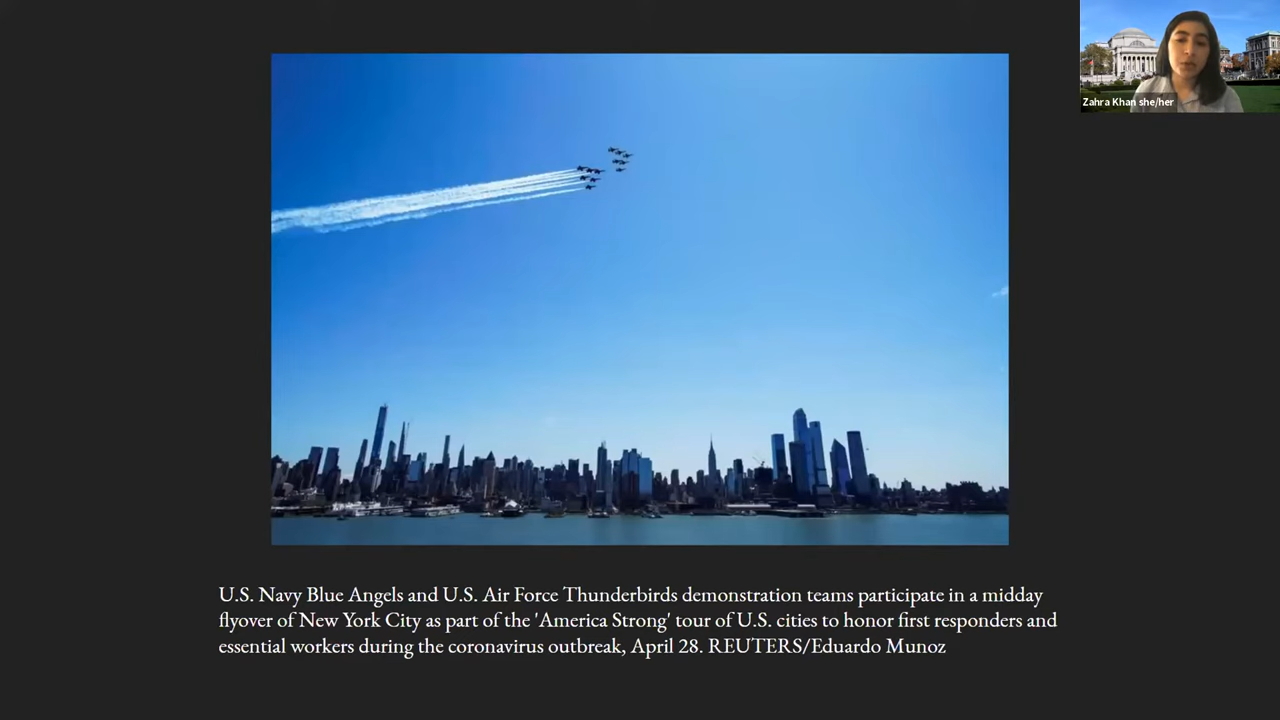 Zahra Khan she/her
U.S. Navy Blue Angels and U.S. Air Force Thunderbirds demonstration teams participate in a midday
flyover of New York City as part of the 'America Strong' tour of U.S. cities to honor first responders and
essential workers during the coronavirus outbreak, April 28. REUTERS/Eduardo Munoz